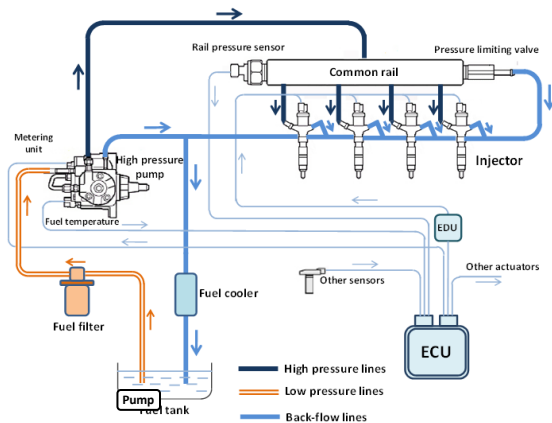 Rail pressure sensor
Pressure limiting valve
Common rail
Metering
unit
High pressure
pump
Injector
Fuel temperature
EDU
Other sensors
Other actuators
Fuel cooler
Fuel filter
ECU
Pump
Fuel tank
High pressure lines
Low pressure lines
Back-flow lines